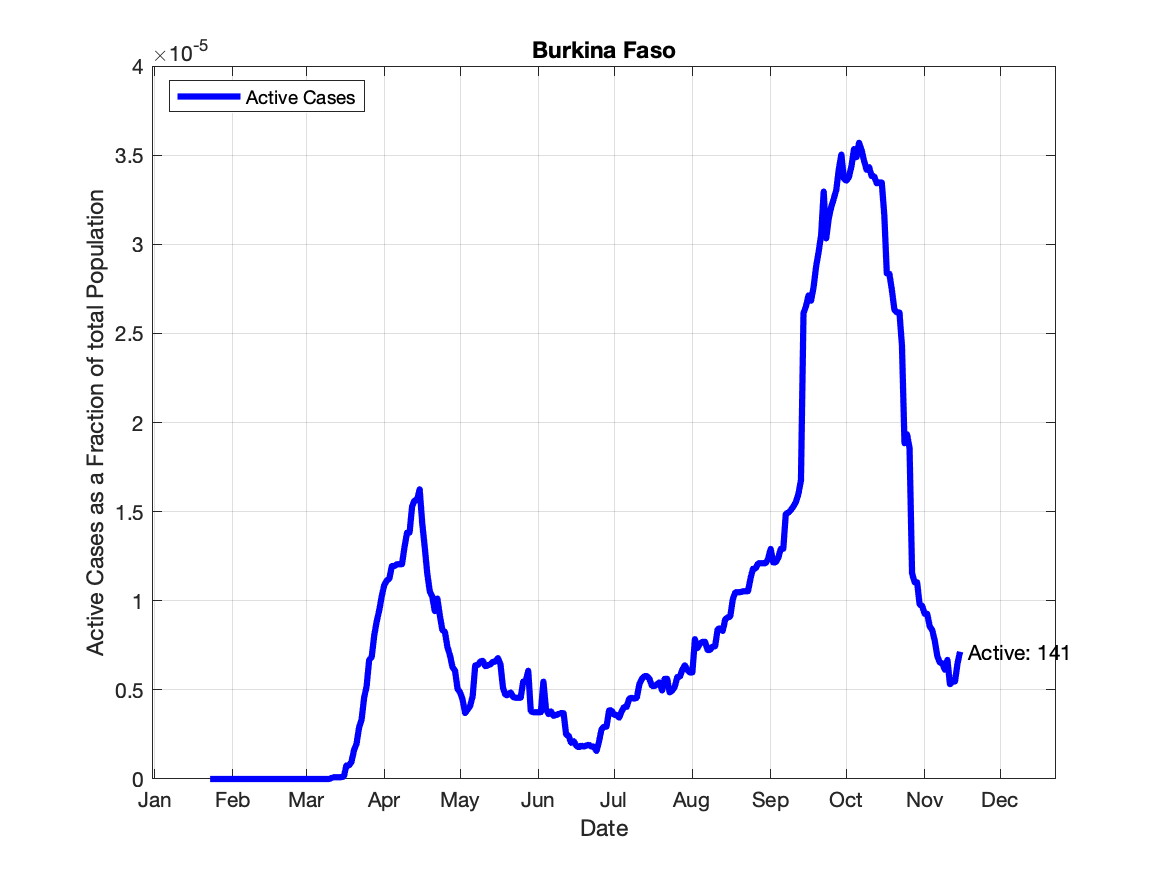 Burkina Faso
×10-5
4
3.5
3
2.5
2
1.5
1
0.5
0
Active Cases as a Fraction of total Population
Active Cases
Active: 141
Jan Feb Mar Apr May Jun Jul Aug Sep Oct Nov Dec
Date